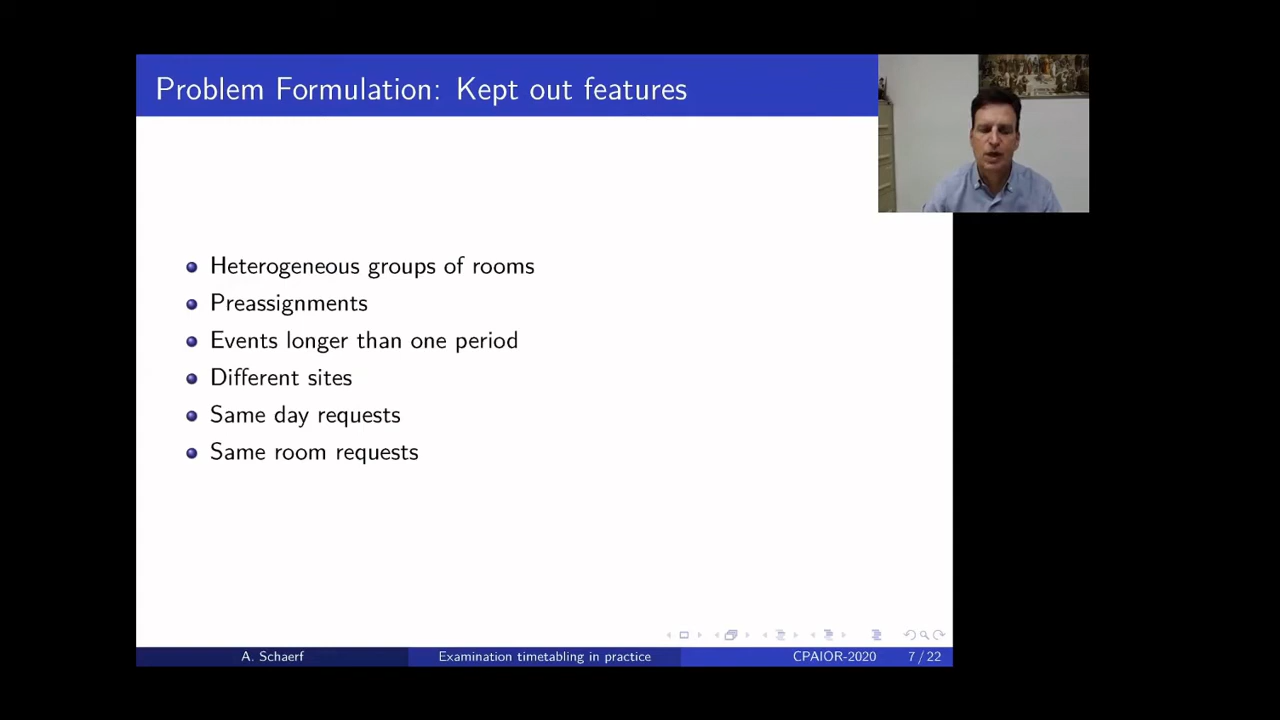 Problem Formulation: Kept out features
Heterogeneous groups of rooms
Preassignments
Events longer than one period
Different sites
Same day requests
Same room requests
A. Schaerf
Examination timetabling in practice
CPAIOR-2020
7 / 22